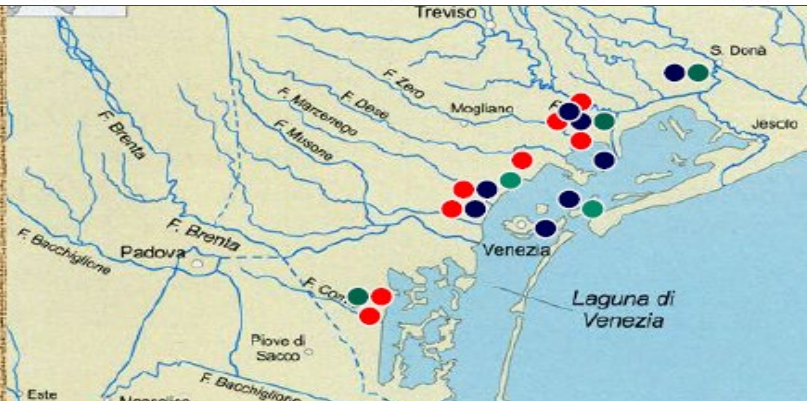 Treviso
S. Donà
F. Zero
F. Dese
F. Marzenego
Mogliano
F. Musone
F. Brenta
Jesolo
F. Brenta
F. Bacchiglione
Padova
Venezia
Laguna di
Venezia
Piove di
Sacco
F. Bacchiglione
Este